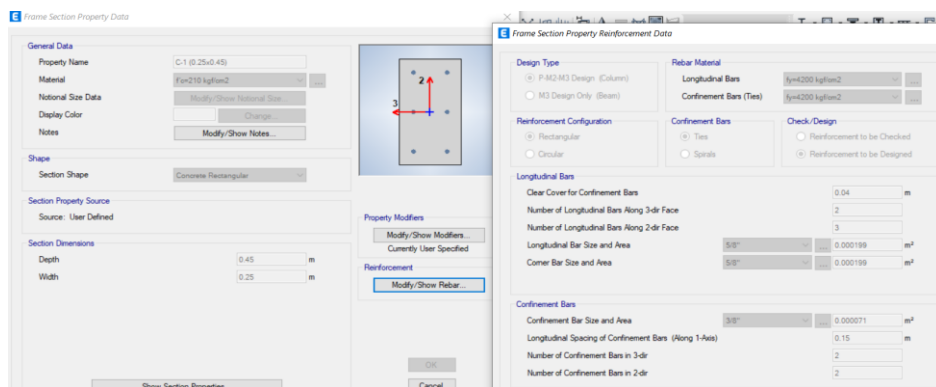 E Frame Section Property Data
General Data
Property Name C-1 (0.25x0.45)
Material f'c=210 kgf/cm2 ...
Notional Size Data Modify/Show Notional Size...
Display Color Change...
Notes Modify/Show Notes...
Shape
Section Shape Concrete Rectangular
Section Property Source
Source: User Defined
Section Dimensions
Depth 0.45 m
Width 0.25 m
Show Section Properties
2
3
Property Modifiers
Modify/Show Modifiers...
Currently User Specified
Reinforcement
Modify/Show Rebar...
OK
Cancel
E Frame Section Property Reinforcement Data
Design Type
P-M2-M3 Design (Column)
M3 Design Only (Beam)
Rebar Material
Longitudinal Bars fy=4200 kgf/cm2 ...
Confinement Bars (Ties) fy=4200 kgf/cm2 ...
Reinforcement Configuration
Rectangular
Circular
Confinement Bars
Ties
Spirals
Check/Design
Reinforcement to be Checked
Reinforcement to be Designed
Longitudinal Bars
Clear Cover for Confinement Bars 0.04 m
Number of Longitudinal Bars Along 3-dir Face 2
Number of Longitudinal Bars Along 2-dir Face 3
Longitudinal Bar Size and Area 5/8" ... 0.000199 m²
Corner Bar Size and Area 5/8" ... 0.000199 m²
Confinement Bars
Confinement Bar Size and Area 3/8" ... 0.000071 m²
Longitudinal Spacing of Confinement Bars (Along 1-Axis) 0.15 m
Number of Confinement Bars in 3-dir 2
Number of Confinement Bars in 2-dir 2